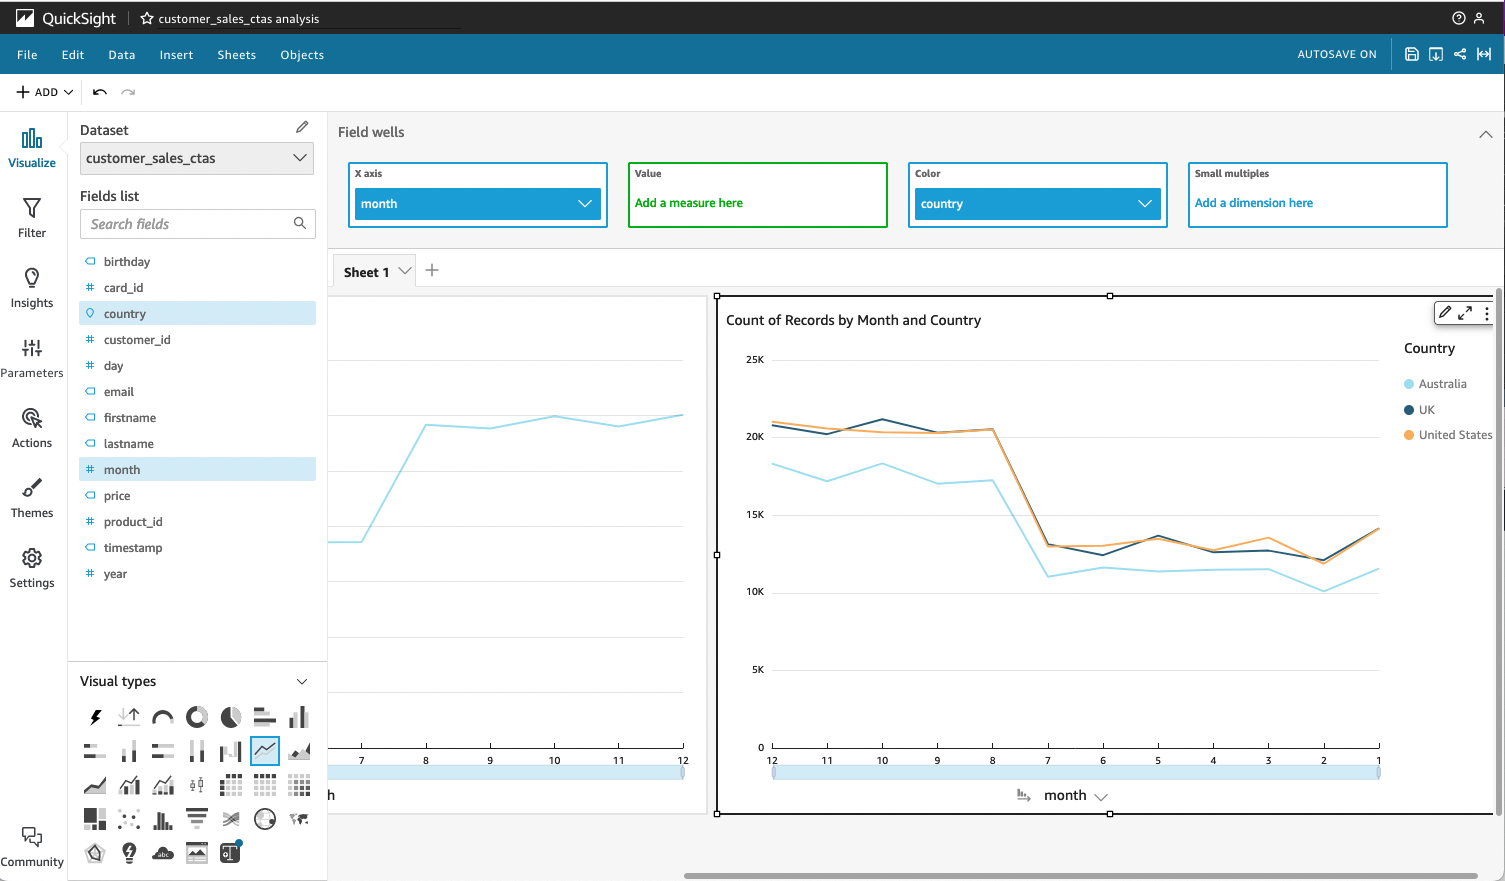 QuickSight
customer_sales_ctas analysis
File Edit Data Insert Sheets Objects
AUTOSAVE ON
ADD
Visualize
Filter
Insights
Parameters
Actions
Themes
Settings
Community
Dataset
customer_sales_ctas
Fields list
Search fields
birthday
card_id
country
customer_id
day
email
firstname
lastname
month
price
product_id
timestamp
year
Visual types
abc
Field wells
X axis
month
Value
Add a measure here
Color
country
Small multiples
Add a dimension here
Sheet 1
7 8 9 10 11 12
h
Count of Records by Month and Country
25K
20K
15K
10K
5K
0
12 11 10 9 8 7 6 5 4 3 2 1
month
Country
Australia
UK
United States